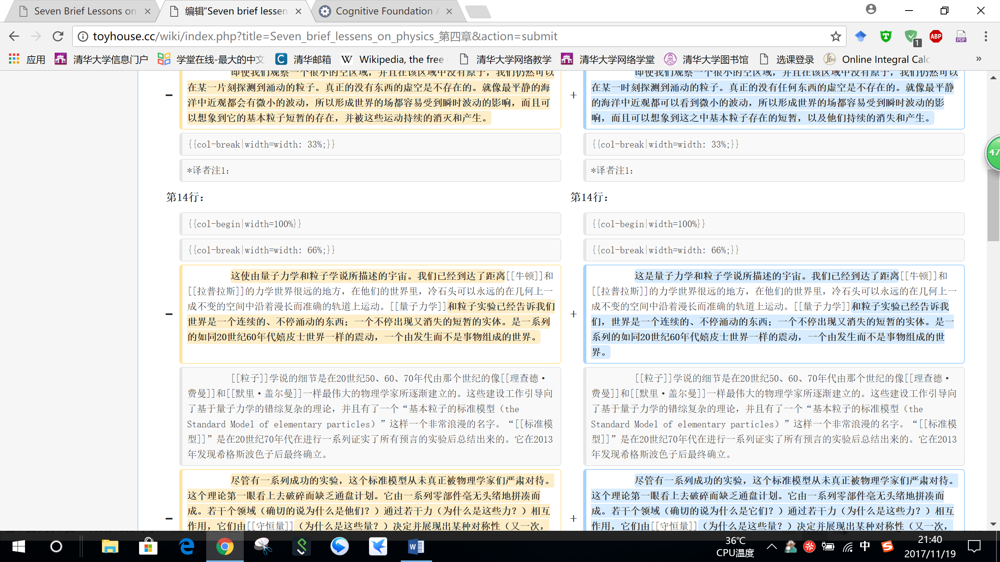 Seven Brief Lessons on
编辑“Seven brief lessen
Cognitive Foundation A
toyhouse.cc/wiki/index.php?title=Seven_brief_lessens_on_physics_第四章&action=submit
1
ABP
PDF
应用
清华大学信息门户
学堂在线-最大的中文
清华邮箱
Wikipedia, the free
清华大学网络教学
清华大学网络学堂
清华大学图书馆
选课登录
Online Integral Calc
»
即使我们观察一个很小的空区域，并且在该区域中没有原子，我们仍然可以
在某一片刻探测到涌动的粒子。真正的没有东西的虚空是不存在的。就像最平静的海
洋中近观都会有微小的波动，所以形成世界的场都容易受到瞬时波动的影响，而且可
以想象到它的基本粒子短暂的存在，并被这些运动持续的消灭和产生。
−
即使我们观察一个很小的空区域，并且在该区域中没有原子，我们仍然可以
在某一时刻探测到涌动的粒子。真正的没有任何东西的虚空是不存在的。就像最平静
的海洋中近观都可以看到微小的波动，所以形成世界的场都容易受到瞬时波动的影
响，而且可以想象到这之中基本粒子存在的短暂，以及他们持续的消失和产生。
+
{{col-break|width=width: 33%;}}
{{col-break|width=width: 33%;}}
*译者注1：
*译者注1：
47
第14行：
第14行：
{{col-begin|width=100%}}
{{col-begin|width=100%}}
{{col-break|width=width: 66%;}}
{{col-break|width=width: 66%;}}
这使由量子力学和粒子学说所描述的宇宙。我们已经到达了距离[[牛顿]]和
[[拉普拉斯]]的力学世界很远的地方，在他们的世界里，冷石头可以永远的在几何上一
成不变的空间中沿着漫长而准确的轨道上运动。[[量子力学]]和粒子实验已经告诉我们
世界是一个连续的、不停涌动的东西；一个不停出现又消失的短暂的实体。是一系列
的如同20世纪60年代嬉皮士世界一样的震动，一个由发生而不是事物组成的世界。
−
这是量子力学和粒子学说所描述的宇宙。我们已经到达了距离[[牛顿]]和
[[拉普拉斯]]的力学世界很远的地方，在他们的世界里，冷石头可以永远的在几何上一
成不变的空间中沿着漫长而准确的轨道上运动。[[量子力学]]和粒子实验已经告诉我
们，世界是一个连续的、不停涌动的东西；一个不停出现又消失的短暂的实体。是一
系列的如同20世纪60年代嬉皮士世界一样的震动，一个由发生而不是事物组成的世
界。
+
[[粒子]]学说的细节是在20世纪50、60、70年代由那个世纪的像[[理查德·
费曼]]和[[默里·盖尔曼]]一样最伟大的物理学家所逐渐建立的。这些建设工作引导向
了基于量子力学的错综复杂的理论，并且有了一个“基本粒子的标准模型（the
Standard Model of elementary particles）”这样一个非常浪漫的名字。“[[标准模
型]]”是在20世纪70年代在进行一系列证实了所有预言的实验后总结出来的。它在2013
年发现希格斯波色子后最终确立。
[[粒子]]学说的细节是在20世纪50、60、70年代由那个世纪的像[[理查德·
费曼]]和[[默里·盖尔曼]]一样最伟大的物理学家所逐渐建立的。这些建设工作引导向
了基于量子力学的错综复杂的理论，并且有了一个“基本粒子的标准模型（the
Standard Model of elementary particles）”这样一个非常浪漫的名字。“[[标准模
型]]”是在20世纪70年代在进行一系列证实了所有预言的实验后总结出来的。它在2013
年发现希格斯波色子后最终确立。
尽管有一系列成功的实验，这个标准模型从未真正被物理学家们严肃对待。
这个理论第一眼看上去破碎而缺乏通盘计划。它由一系列零部件毫无头绪地拼凑而
成。若干个领域（确切的说为什么是他们？）通过若干力（为什么是这些力？）相互
作用，它们由[[守恒量]]（为什么是这些量？）决定并展现出某种对称性（又一次，
−
尽管有一系列成功的实验，这个标准模型从未真正被物理学家们严肃对待。
这个理论第一眼看上去破碎而缺乏通盘计划。它由一系列零部件毫无头绪地拼凑而
成。若干个领域（确切的说为什么是它们？）通过若干力（为什么是这些力？）相互
作用，它们由[[守恒量]]（为什么是这些量？）决定并展现出某种对称性（又一次，
+
36℃
CPU温度
中
21:40
2017/11/19